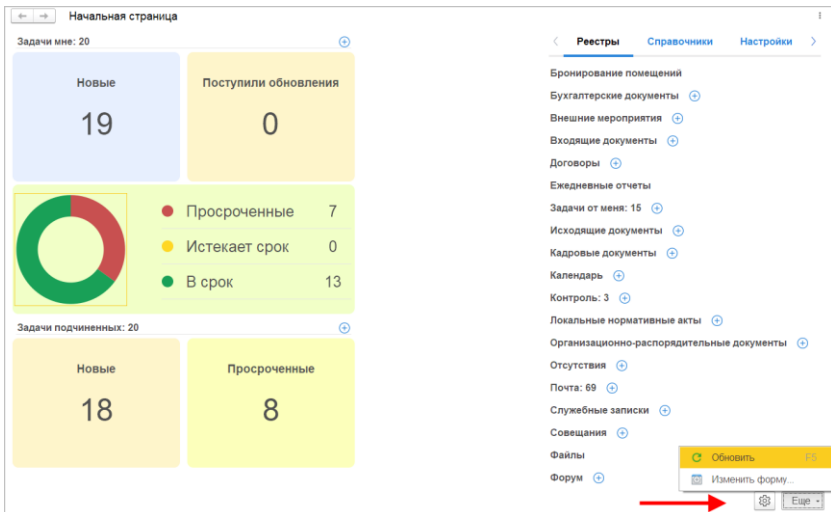 Начальная страница
Задачи мне: 20
Новые
19
Поступили обновления
0
Просроченные 7
Истекает срок 0
В срок 13
Задачи подчиненных: 20
Новые
18
Просроченные
8
Реестры Справочники Настройки
Бронирование помещений
Бухгалтерские документы
Внешние мероприятия
Входящие документы
Договоры
Ежедневные отчеты
Задачи от меня: 15
Исходящие документы
Кадровые документы
Календарь
Контроль: 3
Локальные нормативные акты
Организационно-распорядительные документы
Отсутствия
Почта: 69
Служебные записки
Совещания
Файлы
Форум
Обновить F5
Изменить форму...
Еще